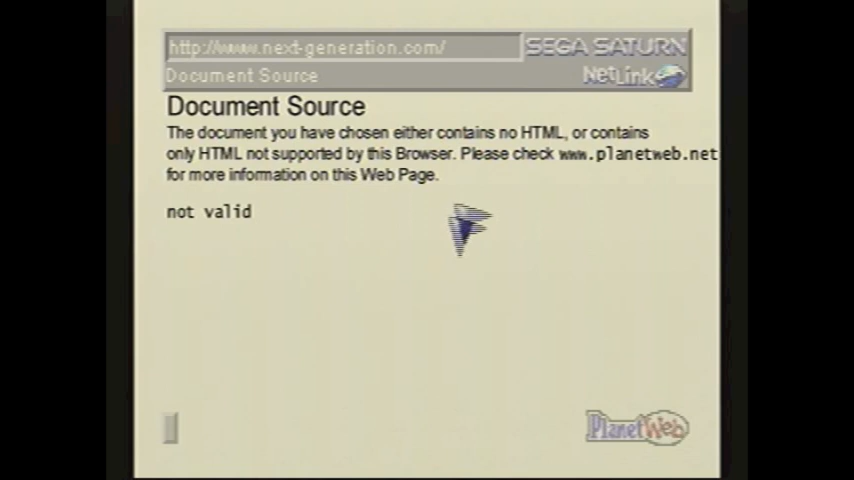 http://www.next-generation.com/
SEGA SATURN
Document Source
NetLink
Document Source
The document you have chosen either contains no HTML, or contains
only HTML not supported by this Browser. Please check www.planetweb.net
for more information on this Web Page.
not valid
PlanetWeb